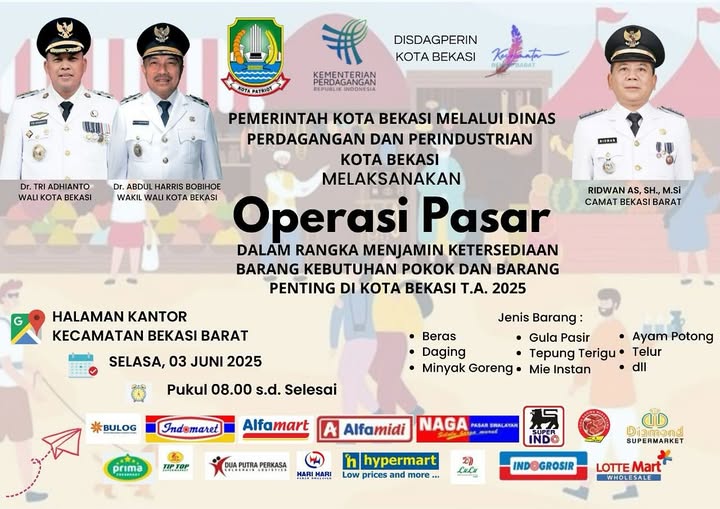 KOTA PATRIOT
KEMENTERIAN
PERDAGANGAN
REPUBLIK INDONESIA
DISDAGPERIN
KOTA BEKASI
Dr. TRI ADHIANTO
WALI KOTA BEKASI
Dr. ABDUL HARRIS BOBIHOE
WAKIL WALI KOTA BEKASI
RIDWAN AS, SH., M.Si
CAMAT BEKASI BARAT
PEMERINTAH KOTA BEKASI MELALUI DINAS
PERDAGANGAN DAN PERINDUSTRIAN
KOTA BEKASI
MELAKSANAKAN
Operasi Pasar
DALAM RANGKA MENJAMIN KETERSEDIAAN
BARANG KEBUTUHAN POKOK DAN BARANG
PENTING DI KOTA BEKASI T.A. 2025
HALAMAN KANTOR
KECAMATAN BEKASI BARAT
SELASA, 03 JUNI 2025
Pukul 08.00 s.d. Selesai
Jenis Barang :
• Beras
• Daging
• Minyak Goreng
• Gula Pasir
• Tepung Terigu
• Mie Instan
• Ayam Potong
• Telur
• dll
BULOG
Indomaret
Alfamart
Alfamidi
NAGA PASAR SWALAYAN
SUPER
INDO
Diamond
SUPERMARKET
prima
TIP TOP
DUA PUTRA PERKASA
HARI HARI
hypermart
Low prices and more ...
LuLu
INDOGROSIR
LOTTE Mart
WHOLESALE